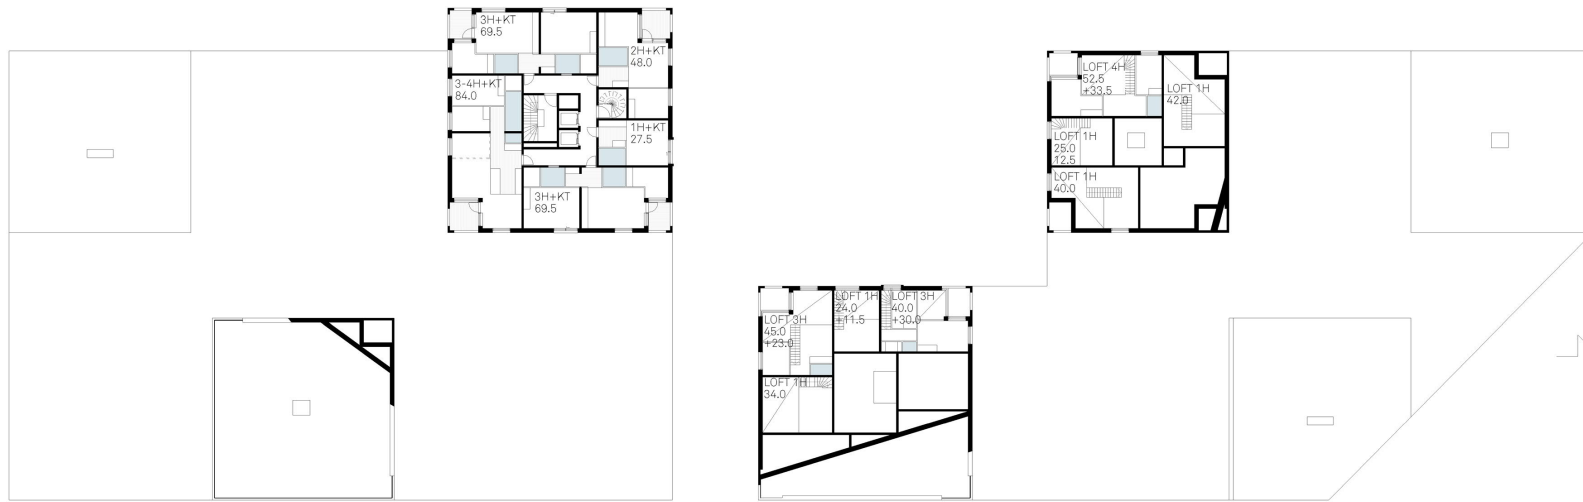 3H+KT
69.5
2H+KT
48.0
3-4H+KT
84.0
1H+KT
27.5
3H+KT
69.5
LOFT 4H
52.5
+33.5
LOFT 1H
42.0
LOFT 1H
25.0
12.5
LOFT 1H
40.0
LOFT 3H
45.0
+23.0
LOFT 1H
24.0
+11.5
LOFT 3H
40.0
+30.0
LOFT 1H
34.0